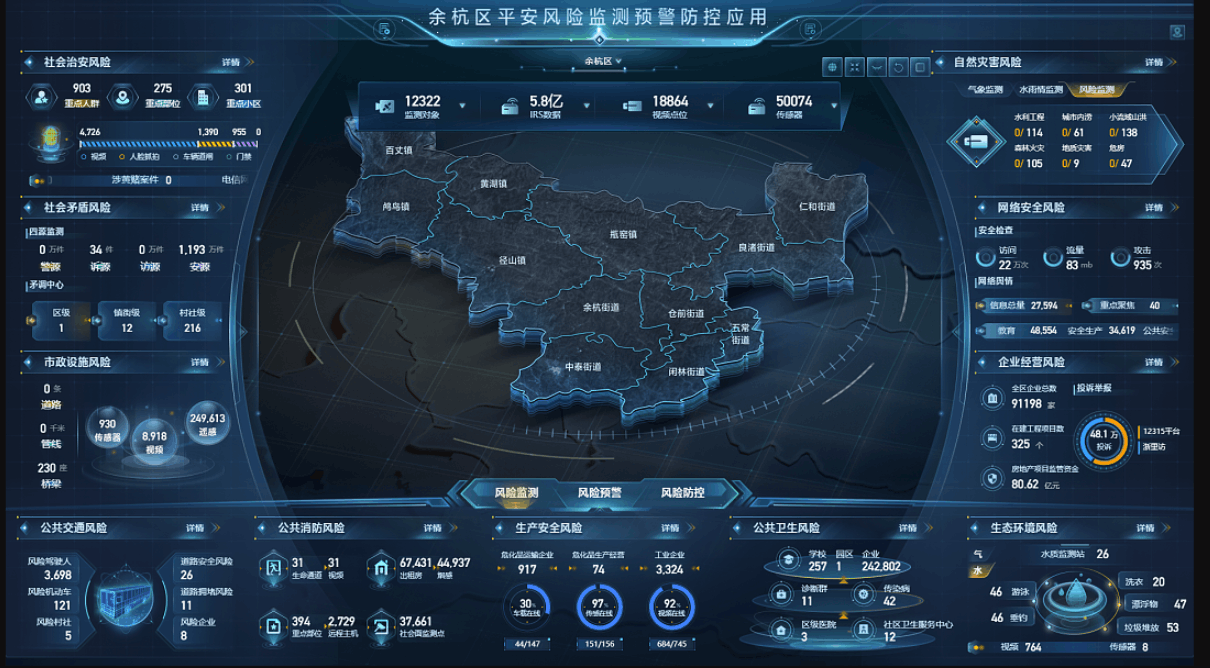 余杭区平安风险监测预警防控应用
余杭区
12322
监测对象
5.8亿
IRS数据
18864
视频点位
50074
传感器
社会治安风险 详情
903
重点人群
275
重点部位
301
重点小区
4,726 1,390 955 0
视频 人脸抓拍 车辆道闸 门禁
涉黄赌案件 0 电信
社会矛盾风险 详情
四源监测
0 万件 34 件 0 万件 1,193 万件
警源 诉源 访源 安源
矛调中心
区级 镇街级 村社级
1 12 216
市政设施风险 详情
0 条
道路
0 千米
管线
230 座
桥梁
930
传感器
8,918
视频
249,613
遥感
百丈镇
黄湖镇
鸬鸟镇
仁和街道
瓶窑镇
良渚街道
径山镇
余杭街道
仓前街道
五常
街道
中泰街道
闲林街道
风险监测 风险预警 风险防控
自然灾害风险 详情
气象监测 水雨情监测 风险监测
水利工程 城市内涝 小流域山洪
0/ 114 0/ 61 0/ 138
森林火灾 地质灾害 危房
0/ 105 0/ 9 0/ 47
网络安全风险 详情
安全检查
访问
22 万次
流量
83 mb
攻击
935 次
网络舆情
信息总量 27,594 重点聚焦 40
教育 48,554 安全生产 34,619 公共安
企业经营风险 详情
全区企业总数
91198 家
在建工程项目数
325 个
房地产项目监管资金
80.62 亿元
投诉举报
48.1 万
投诉
12315平台
浙里访
公共交通风险 详情
风险驾驶人
3,698
风险机动车
121
风险村社
5
道路安全风险
26
道路拥堵风险
11
风险企业
8
公共消防风险 详情
31 31
生命通道 视频
67,431 44,937
出租房 烟感
394 2,729
重点部位 远程主机
37,661
社会面监测点
生产安全风险 详情
危化品运输企业 危化品生产经营 工业企业
917 74 3,324
30%
车载在线
97%
传感在线
92%
视频在线
44/147 151/156 684/745
公共卫生风险 详情
学校 园区 企业
257 1 242,802
诊断群
11
传染病
42
区级医院
3
社区卫生服务中心
33
生态环境风险 详情
气
水
水质监测站 26
46 游泳
46 垂钓
洗衣 20
漂浮物 47
垃圾堆放 53
视频 764 传感器 8